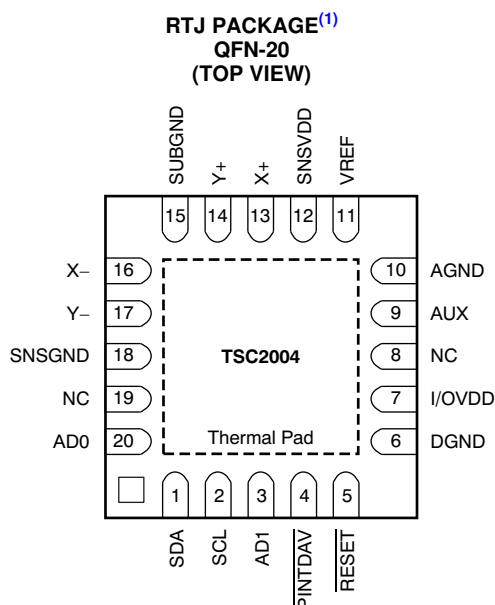 RTJ PACKAGE(1)
QFN-20
(TOP VIEW)
SUBGND
Y+
X+
SNSVDD
VREF
15
14
13
12
11
X–
16
10
AGND
Y–
17
9
AUX
SNSGND
18
TSC2004
8
NC
NC
19
7
I/OVDD
AD0
20
Thermal Pad
6
DGND
1
2
3
4
5
SDA
SCL
AD1
PINTDAV
RESET